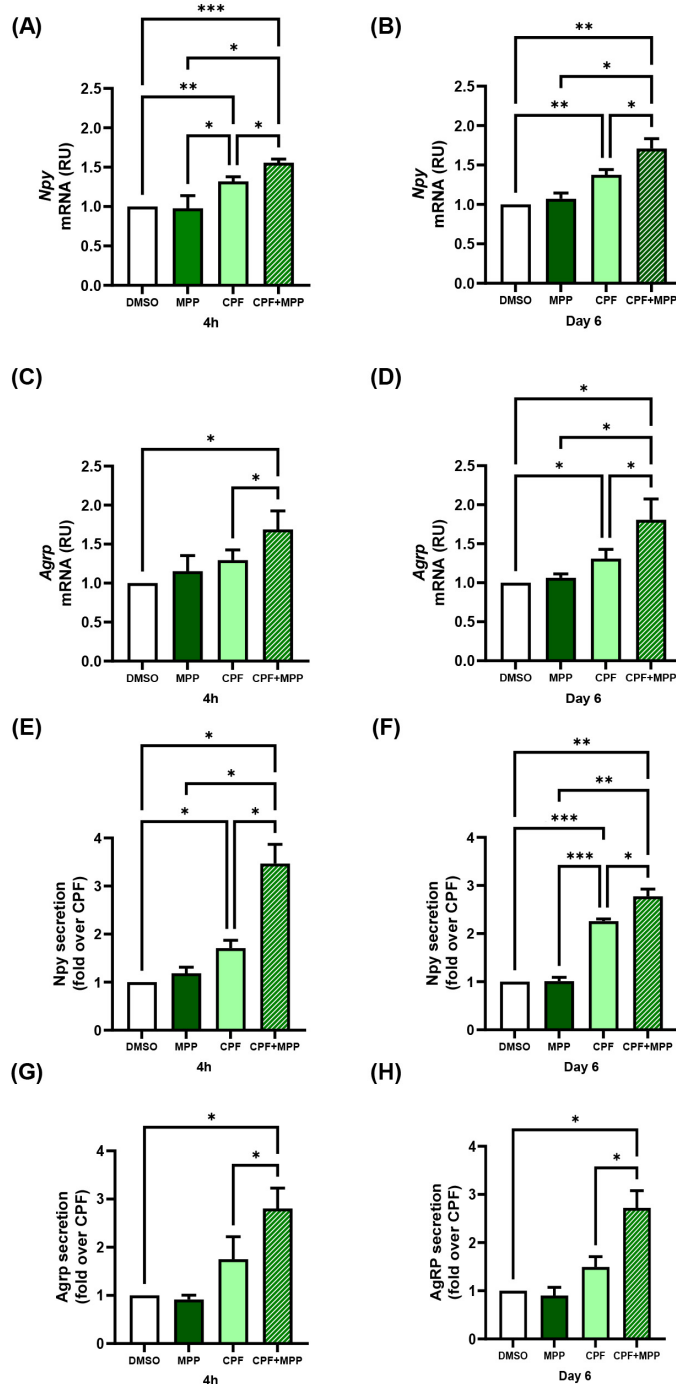 (A)
***
*
**
* *
2.5
2.0
1.5
1.0
0.5
0.0
Npy
mRNA (RU)
DMSO MPP CPF CPF+MPP
4h
(B)
**
*
** *
2.5
2.0
1.5
1.0
0.5
0.0
Npy
mRNA (RU)
DMSO MPP CPF CPF+MPP
Day 6
(C)
*
*
2.5
2.0
1.5
1.0
0.5
0.0
Agrp
mRNA (RU)
DMSO MPP CPF CPF+MPP
4h
(D)
*
*
* *
2.5
2.0
1.5
1.0
0.5
0.0
Agrp
mRNA (RU)
DMSO MPP CPF CPF+MPP
Day 6
(E)
*
*
* *
4
3
2
1
0
Npy secretion
(fold over CPF)
DMSO MPP CPF CPF+MPP
4h
(F)
**
**
***
*** *
4
3
2
1
0
Npy secretion
(fold over CPF)
DMSO MPP CPF CPF+MPP
Day 6
(G)
*
*
4
3
2
1
0
Agrp secretion
(fold over CPF)
DMSO MPP CPF CPF+MPP
4h
(H)
*
*
4
3
2
1
0
AgRP secretion
(fold over CPF)
DMSO MPP CPF CPF+MPP
Day 6